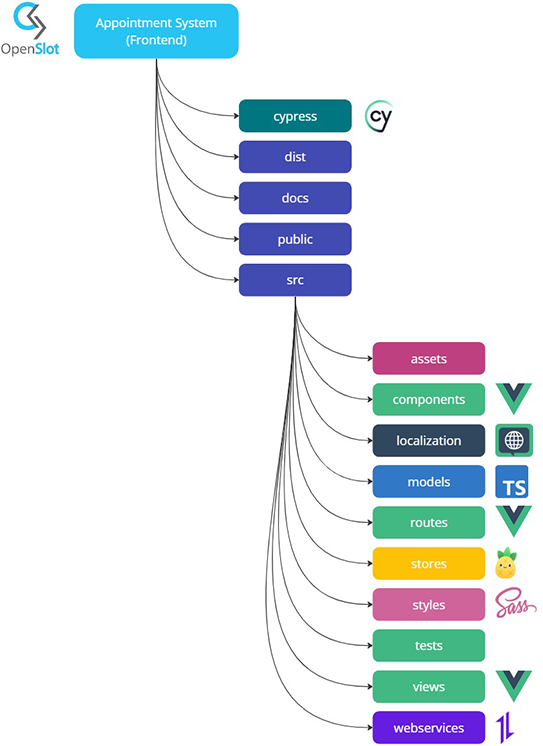 OpenSlot
Appointment System
(Frontend)
cypress
cy
dist
docs
public
src
assets
components
localization
models
TS
routes
stores
styles
Sass
tests
views
webservices